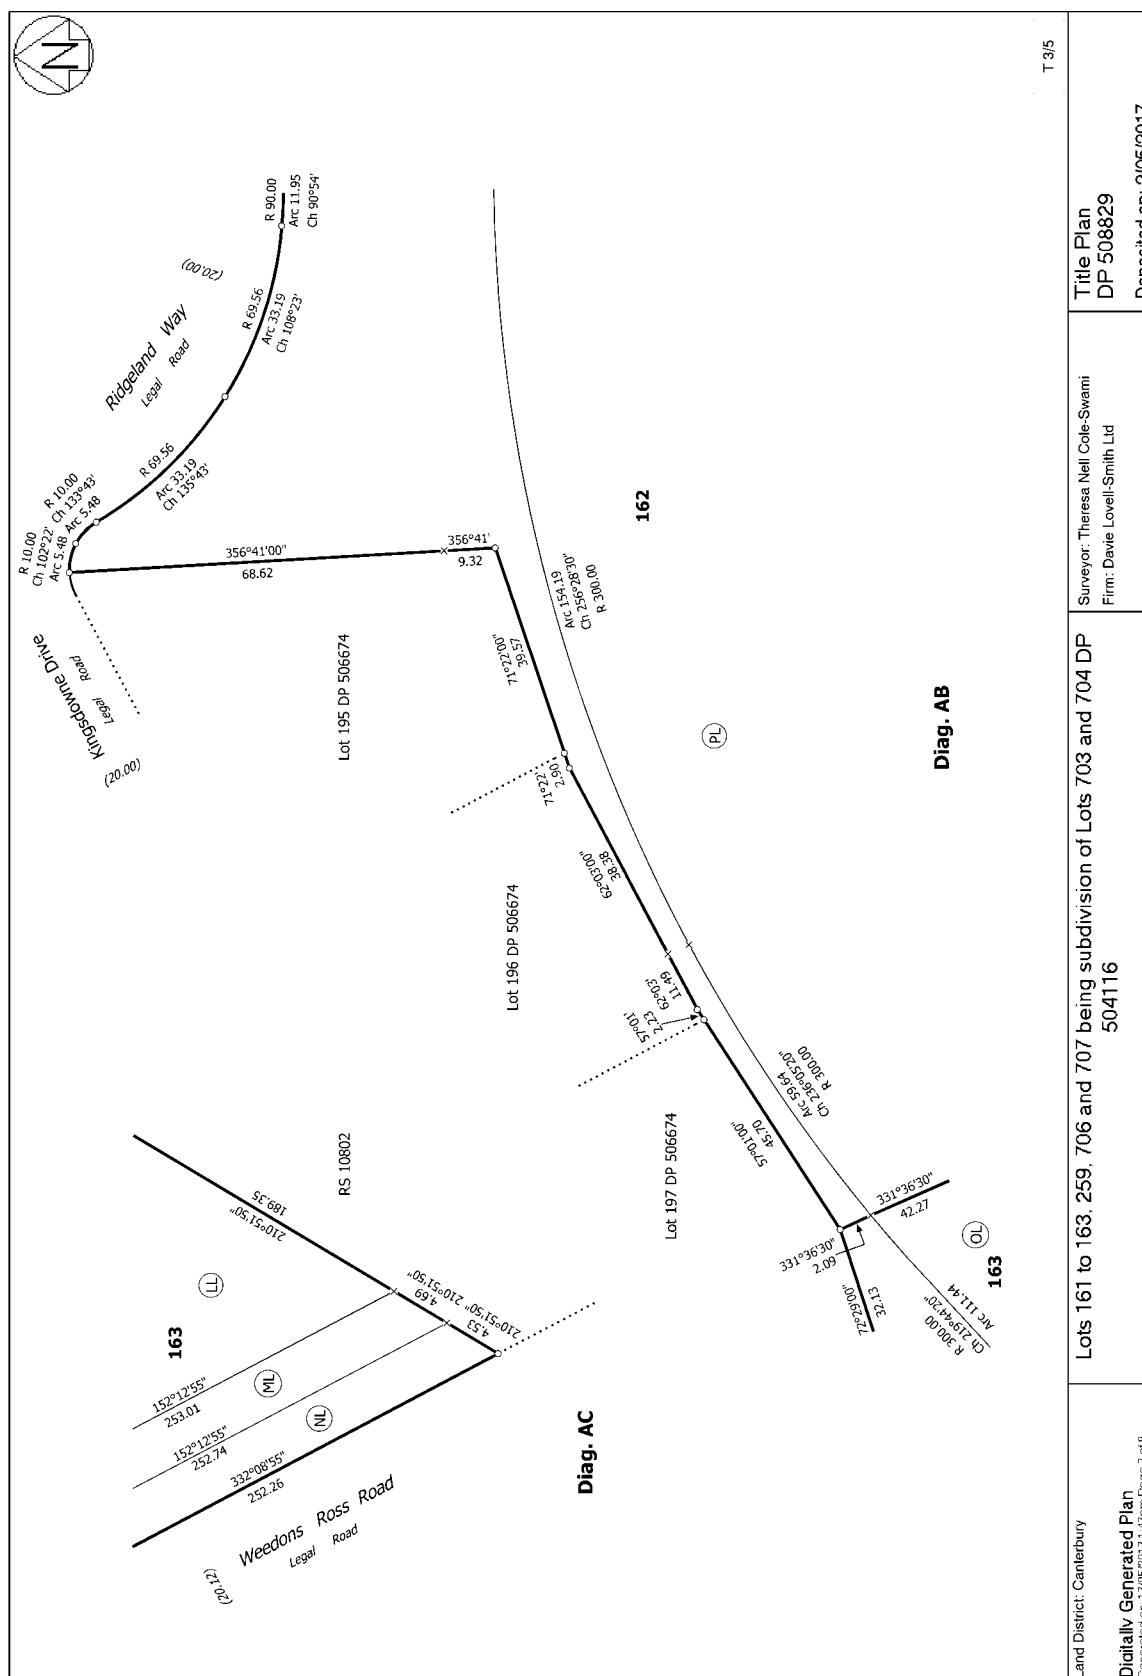 N
T 3/5
R 90.00
Arc 11.95
Ch 90°54'
(20.00)
Ridgeland Way
Legal Road
R 69.56
Arc 33.19
Ch 108°23'
R 69.56
Arc 33.19
Ch 135°43'
R 10.00
Ch 133°43'
Arc 5.48
R 10.00
Ch 102°22'
Arc 5.48
Kingsdowne Drive
Legal Road
(20.00)
356°41'00"
68.62
356°41'
9.32
Lot 195 DP 506674
71°22'00"
39.57
71°22'
2.90
Arc 154.19
Ch 256°28'30"
R 300.00
162
PL
Diag. AB
62°03'00"
38.38
Lot 196 DP 506674
62°03'
11.49
57°01'
2.23
Arc 59.64
Ch 236°05'20"
R 300.00
57°01'00"
45.70
Lot 197 DP 506674
331°36'30"
42.27
331°36'30"
2.09
72°29'00"
32.13
OL
163
R 300.00
Ch 219°44'20"
Arc 111.44
RS 10802
189.35
210°51'50"
LL
163
210°51'50"
4.69
210°51'50"
4.53
152°12'55"
253.01
ML
152°12'55"
252.74
NL
332°08'55"
252.26
Weedons Ross Road
Legal Road
(20.12)
Diag. AC
Land District: Canterbury
Digitally Generated Plan
Lots 161 to 163, 259, 706 and 707 being subdivision of Lots 703 and 704 DP
504116
Surveyor: Theresa Nell Cole-Swami
Firm: Davie Lovell-Smith Ltd
Title Plan
DP 508829
Deposited on: 2/05/2017